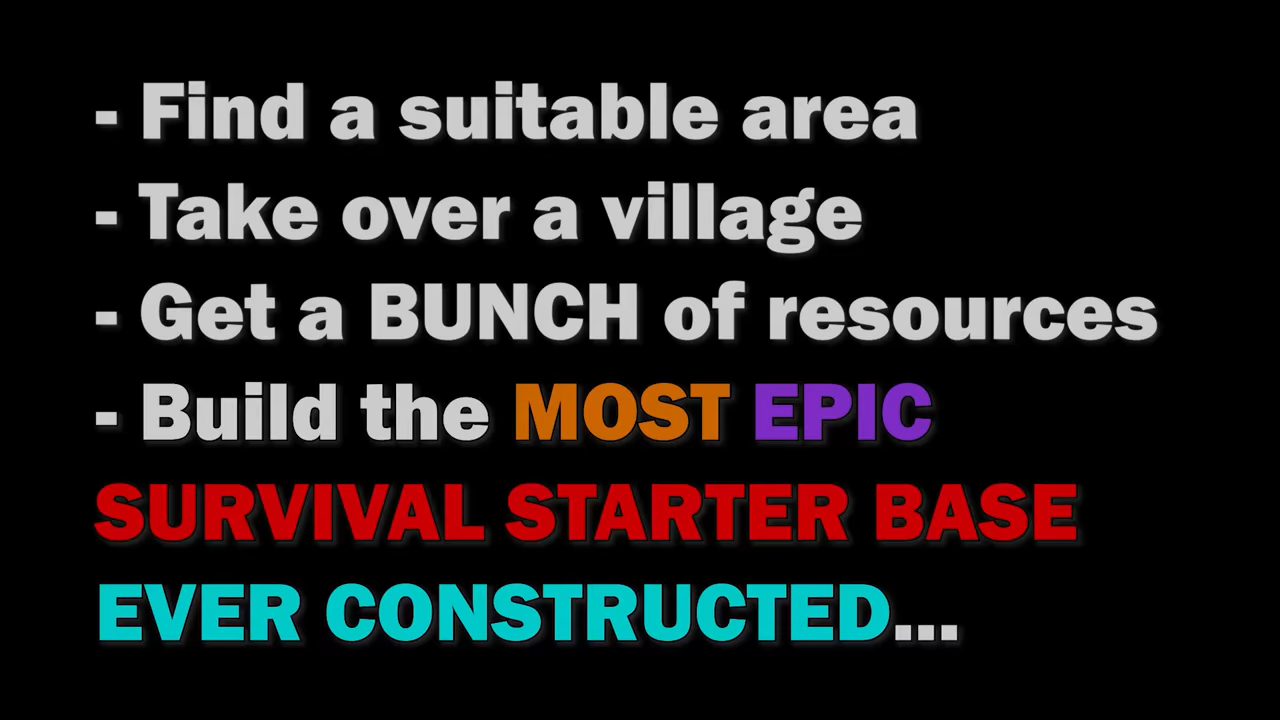 - Find a suitable area
- Take over a village
- Get a BUNCH of resources
- Build the MOST EPIC
SURVIVAL STARTER BASE
EVER CONSTRUCTED...